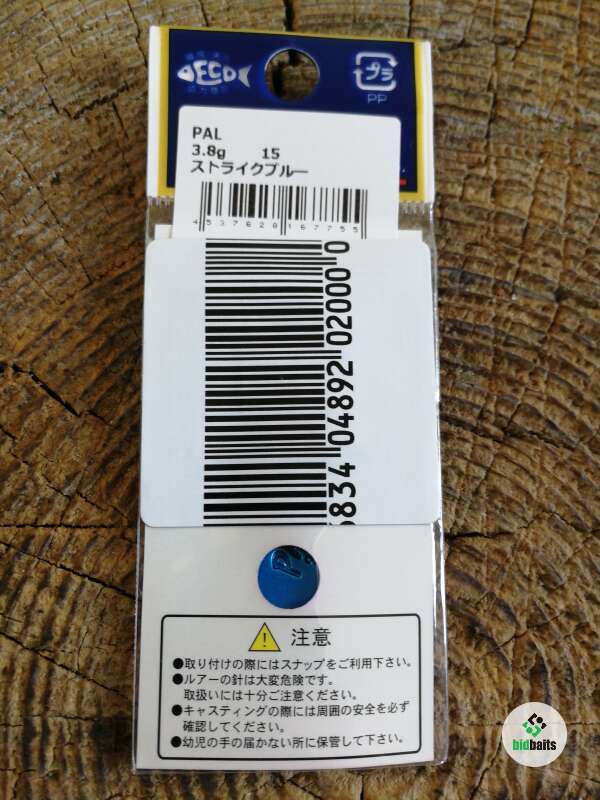 ECO
プラ
PP
PAL
3.8g 15
ストライクブルー
4 537628 167755
834 04892 02000 0
P
注意
●取り付けの際にはスナップをご利用下さい。
●ルアーの針は大変危険です。
取扱いには十分ご注意ください。
●キャスティングの際には周囲の安全を必ず
確認してください。
●幼児の手の届かない所に保管して下さい。
bidbaits